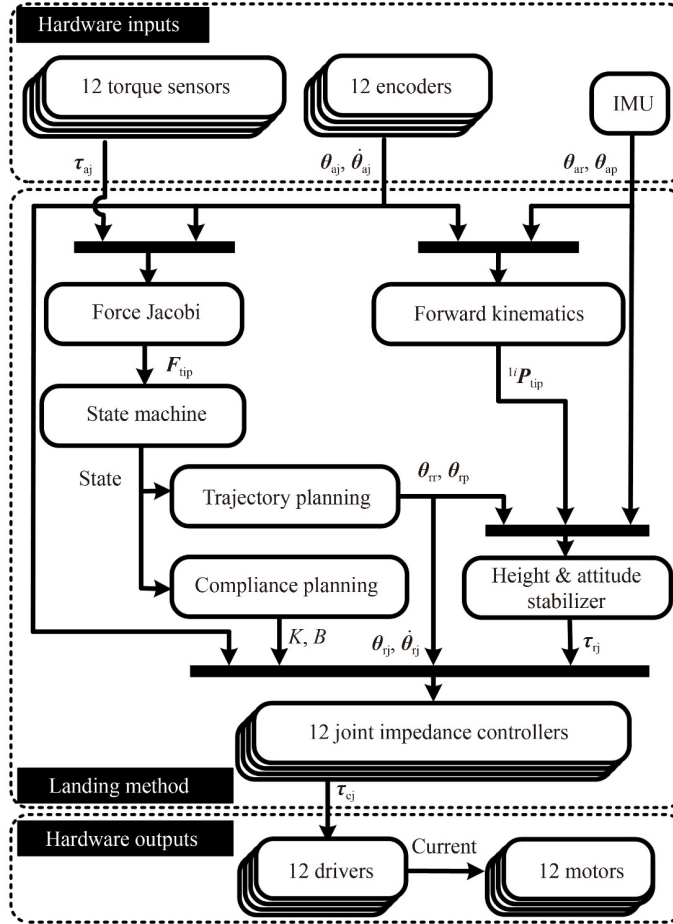 Hardware inputs
12 torque sensors
12 encoders
IMU
τaj
θaj, θ̇aj
θar, θap
Force Jacobi
Forward kinematics
Ftip
1iPtip
State machine
State
Trajectory planning
θrr, θrp
Compliance planning
Height & attitude
stabilizer
K, B
θrj, θ̇rj
τrj
12 joint impedance controllers
Landing method
τcj
Hardware outputs
12 drivers
Current
12 motors